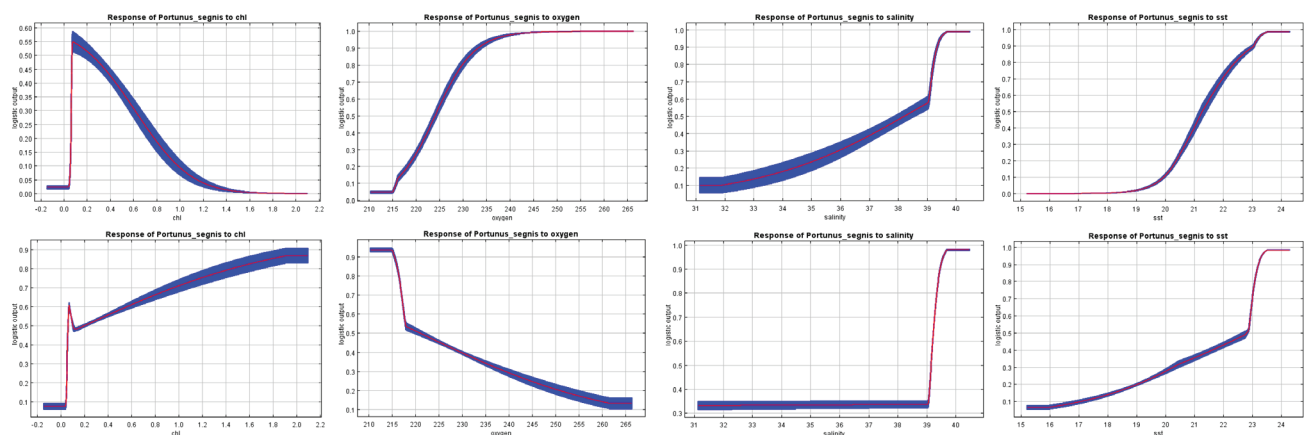 Response of Portunus_segnis to chl
logistic output
0.60
0.55
0.50
0.45
0.40
0.35
0.30
0.25
0.20
0.15
0.10
0.05
0.00
-0.2 0.0 0.2 0.4 0.6 0.8 1.0 1.2 1.4 1.6 1.8 2.0 2.2
chl
Response of Portunus_segnis to oxygen
logistic output
1.0
0.9
0.8
0.7
0.6
0.5
0.4
0.3
0.2
0.1
0.0
210 215 220 225 230 235 240 245 250 255 260 265
oxygen
Response of Portunus_segnis to salinity
logistic output
1.0
0.9
0.8
0.7
0.6
0.5
0.4
0.3
0.2
0.1
31 32 33 34 35 36 37 38 39 40
salinity
Response of Portunus_segnis to sst
logistic output
1.0
0.9
0.8
0.7
0.6
0.5
0.4
0.3
0.2
0.1
0.0
15 16 17 18 19 20 21 22 23 24
sst
Response of Portunus_segnis to chl
logistic output
1.0
0.9
0.8
0.7
0.6
0.5
0.4
0.3
0.2
0.1
-0.2 0.0 0.2 0.4 0.6 0.8 1.0 1.2 1.4 1.6 1.8 2.0 2.2
chl
Response of Portunus_segnis to oxygen
logistic output
1.0
0.9
0.8
0.7
0.6
0.5
0.4
0.3
0.2
0.1
210 215 220 225 230 235 240 245 250 255 260 265
oxygen
Response of Portunus_segnis to salinity
logistic output
1.0
0.9
0.8
0.7
0.6
0.5
0.4
0.3
31 32 33 34 35 36 37 38 39 40
salinity
Response of Portunus_segnis to sst
logistic output
1.0
0.9
0.8
0.7
0.6
0.5
0.4
0.3
0.2
0.1
0.0
15 16 17 18 19 20 21 22 23 24
sst